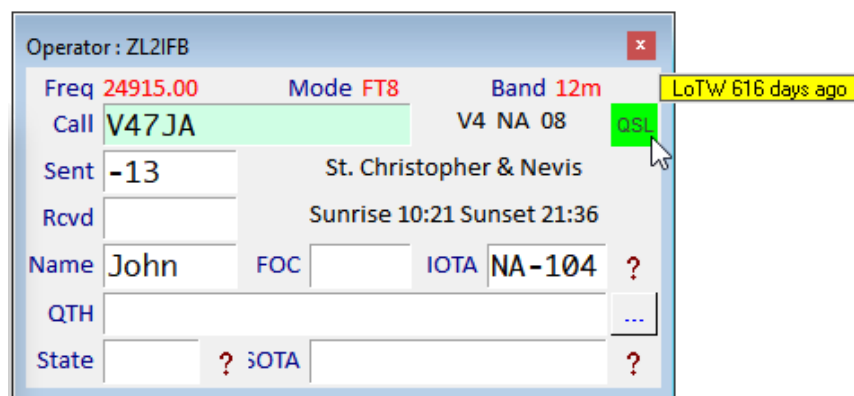 Operator : ZL2IFB x
Freq 24915.00 Mode FT8 Band 12m LoTW 616 days ago
Call V47JA V4 NA 08 QSL
Sent -13 St. Christopher & Nevis
Rcvd Sunrise 10:21 Sunset 21:36
Name John FOC IOTA NA-104 ?
QTH ...
State ? SOTA ?